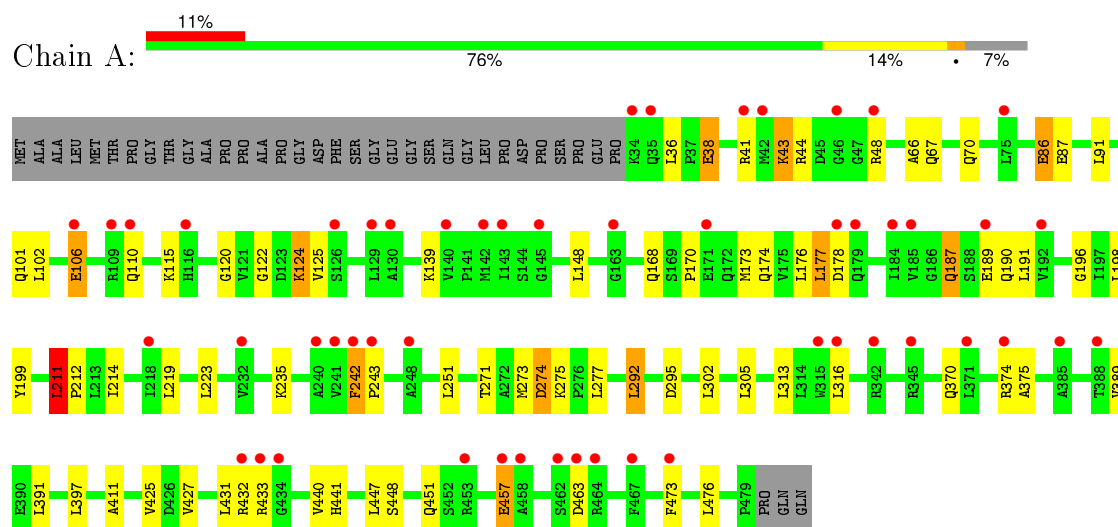 11%
Chain A:
76% 14% • 7%
MET ALA ALA LEU MET THR PRO GLY THR GLY ALA PRO PRO ALA PRO GLY ASP PHE SER GLY GLU GLY SER GLN GLY LEU PRO ASP PRO SER PRO GLU PRO K34 Q35 L36 P37 E38 R41 M42 K43 R44 D45 G46 G47 R48 A66 Q67 Q70 L75 E86 E87 L91
Q101 L102 E106 R109 Q110 K115 H116 G120 V121 G122 D123 K124 V125 S126 L129 A130 K139 V140 P141 M142 I143 S144 G145 L148 G163 Q168 S169 P170 E171 Q172 M173 Q174 V175 L176 L177 D178 Q179 I184 V185 G186 Q187 S188 E189 Q190 L191 V192 G196 I197 L198
Y199 L211 P212 L213 I214 I218 L219 L223 V232 K235 A240 V241 F242 P243 A248 L251 T271 A272 M273 D274 K275 P276 L277 L292 D295 L302 L305 L313 L314 W315 L316 R342 R345 Q370 L371 R374 A375 A385 T388 V389
E390 L391 L397 A411 V425 D426 V427 L431 R432 R433 G434 V440 H441 L447 S448 Q451 S452 R453 E457 A458 S462 D463 R464 F467 F473 L476 P479 PRO GLN GLN